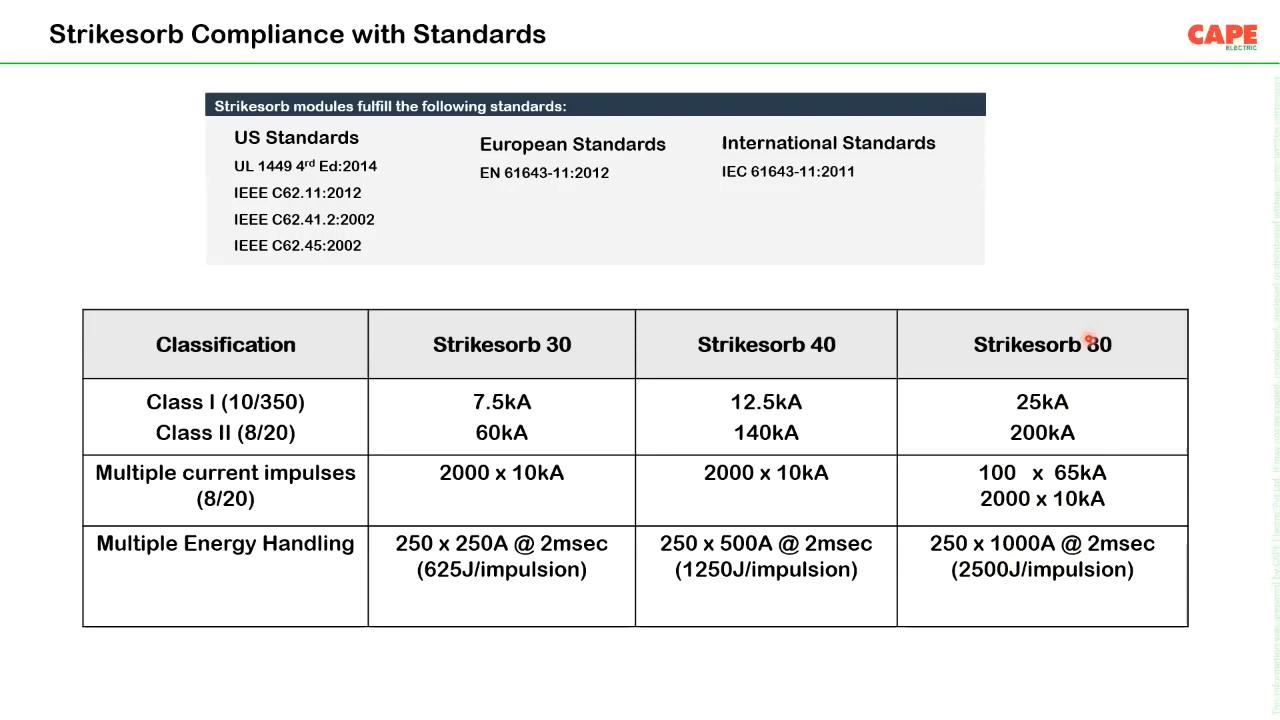 Strikesorb Compliance with Standards
CAPE
ELECTRIC
Strikesorb modules fulfill the following standards:
US Standards
UL 1449 4rd Ed:2014
IEEE C62.11:2012
IEEE C62.41.2:2002
IEEE C62.45:2002
European Standards
EN 61643-11:2012
International Standards
IEC 61643-11:2011
Classification
Strikesorb 30
Strikesorb 40
Strikesorb 80
Class I (10/350)
7.5kA
12.5kA
25kA
Class II (8/20)
60kA
140kA
200kA
Multiple current impulses
(8/20)
2000 x 10kA
2000 x 10kA
100 x 65kA
2000 x 10kA
Multiple Energy Handling
250 x 250A @ 2msec
(625J/impulsion)
250 x 500A @ 2msec
(1250J/impulsion)
250 x 1000A @ 2msec
(2500J/impulsion)